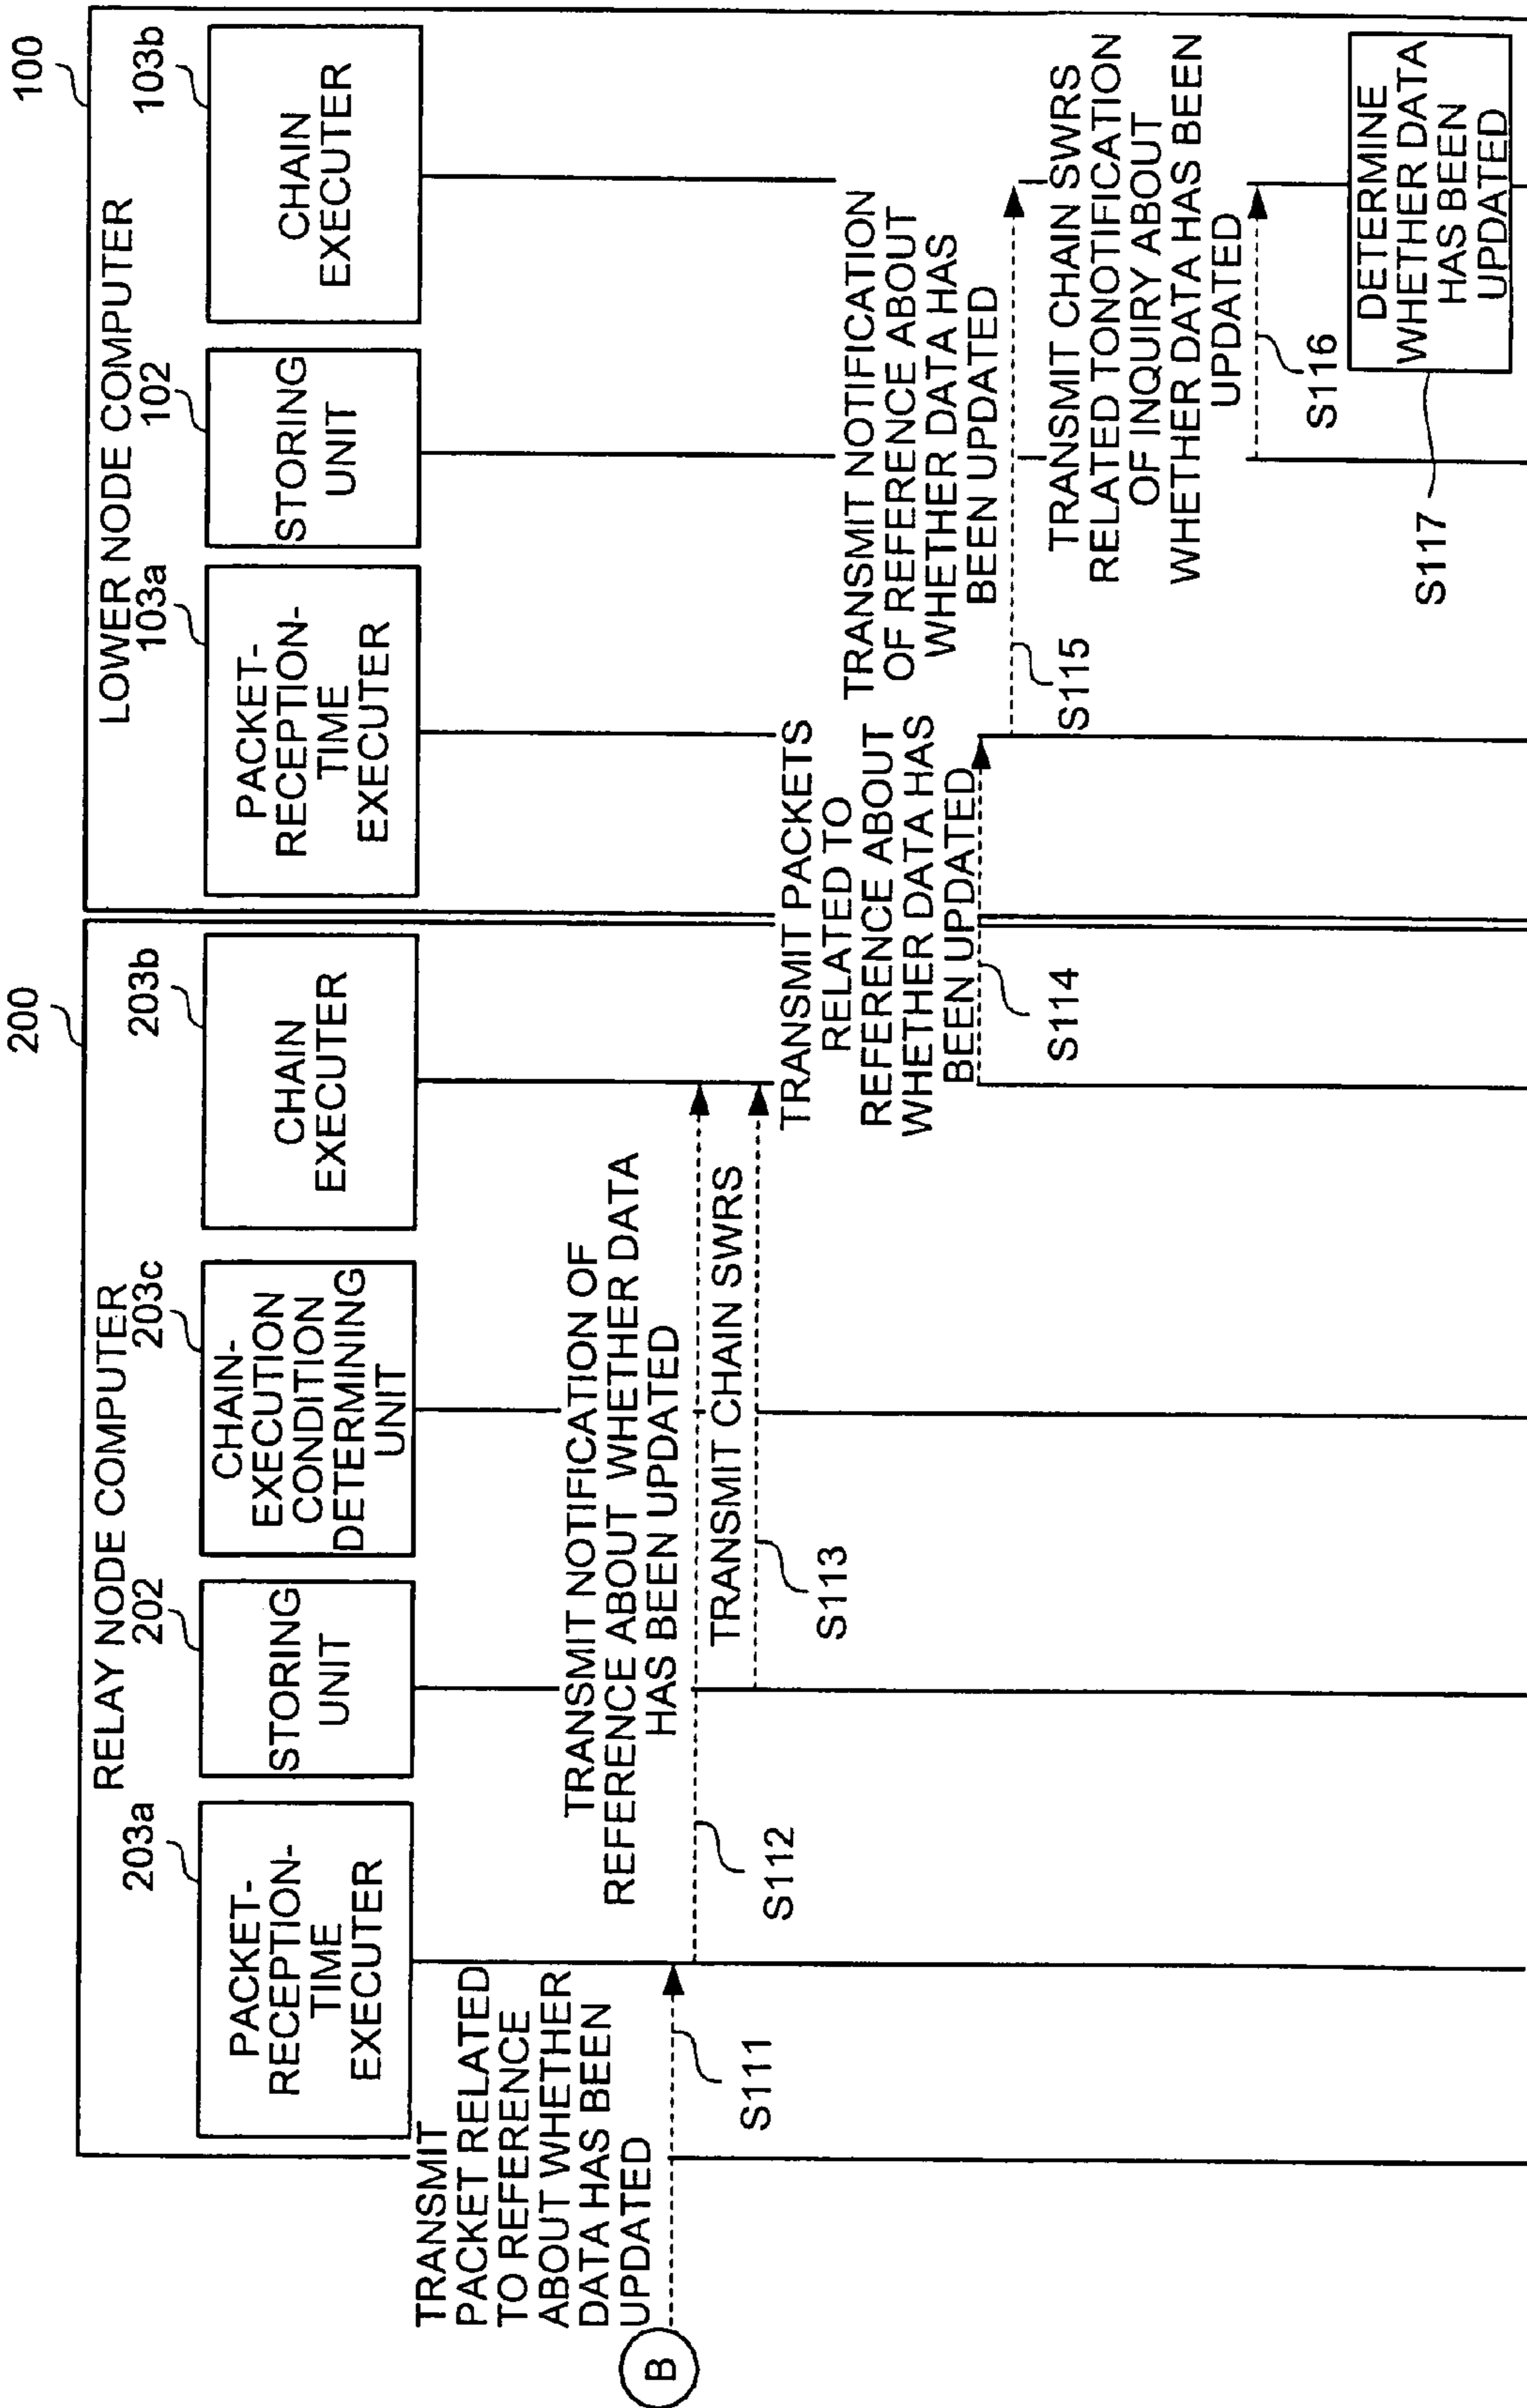 200
RELAY NODE COMPUTER
203a
PACKET-
RECEPTION-
TIME
EXECUTER
202
STORING
UNIT
203c
CHAIN-
EXECUTION
CONDITION
DETERMINING
UNIT
203b
CHAIN
EXECUTER
100
LOWER NODE COMPUTER
103a
PACKET-
RECEPTION-
TIME
EXECUTER
102
STORING
UNIT
103b
CHAIN
EXECUTER
TRANSMIT
PACKET RELATED
TO REFERENCE
ABOUT WHETHER
DATA HAS BEEN
UPDATED
B
S111
TRANSMIT NOTIFICATION OF
REFERENCE ABOUT WHETHER DATA
HAS BEEN UPDATED
S112
TRANSMIT CHAIN SWRS
S113
TRANSMIT PACKETS
RELATED TO
REFERENCE ABOUT
WHETHER DATA HAS
BEEN UPDATED
S114
TRANSMIT NOTIFICATION
OF REFERENCE ABOUT
WHETHER DATA HAS
BEEN UPDATED
S115
TRANSMIT CHAIN SWRS
RELATED TONOTIFICATION
OF INQUIRY ABOUT
WHETHER DATA HAS BEEN
UPDATED
S116
DETERMINE
WHETHER DATA
HAS BEEN
UPDATED
S117